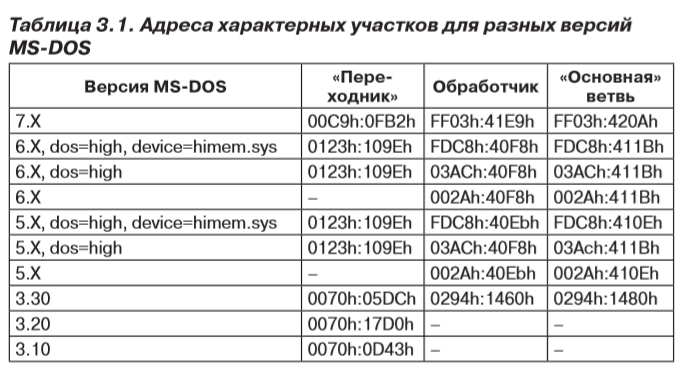 Таблица 3.1. Адреса характерных участков для разных версий
MS-DOS
Версия MS-DOS «Пере-ходник» Обработчик «Основная» ветвь
7.X 00C9h:0FB2h FF03h:41E9h FF03h:420Ah
6.X, dos=high, device=himem.sys 0123h:109Eh FDC8h:40F8h FDC8h:411Bh
6.X, dos=high 0123h:109Eh 03ACh:40F8h 03ACh:411Bh
6.X – 002Ah:40F8h 002Ah:411Bh
5.X, dos=high, device=himem.sys 0123h:109Eh FDC8h:40Ebh FDC8h:410Eh
5.X, dos=high 0123h:109Eh 03ACh:40F8h 03Ach:411Bh
5.X – 002Ah:40Ebh 002Ah:410Eh
3.30 0070h:05DCh 0294h:1460h 0294h:1480h
3.20 0070h:17D0h – –
3.10 0070h:0D43h – –